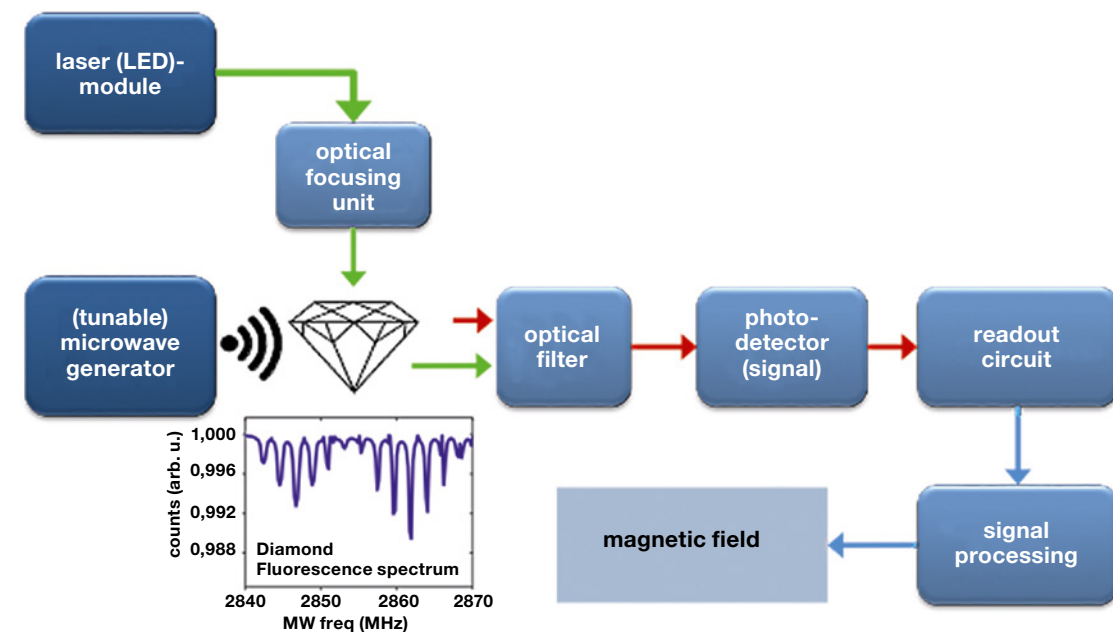 laser (LED)-
module
optical
focusing
unit
(tunable)
microwave
generator
optical
filter
photo-
detector
(signal)
readout
circuit
counts (arb. u.)
1,000
0,996
0,992
0,988
Diamond
Fluorescence spectrum
2840 2850 2860 2870
MW freq (MHz)
magnetic field
signal
processing